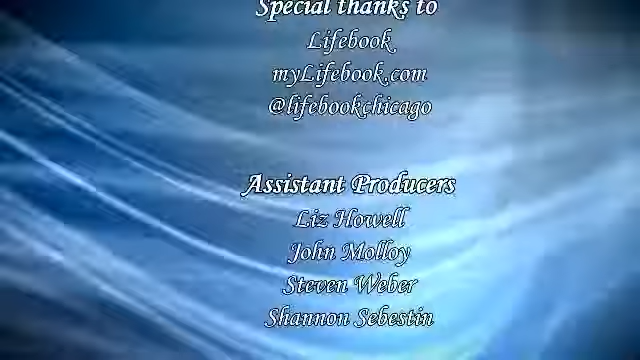 Special thanks to
Lifebook
myLifebook.com
@lifebookchicago
Assistant Producers
Liz Howell
John Molloy
Steven Weber
Shannon Sebestin